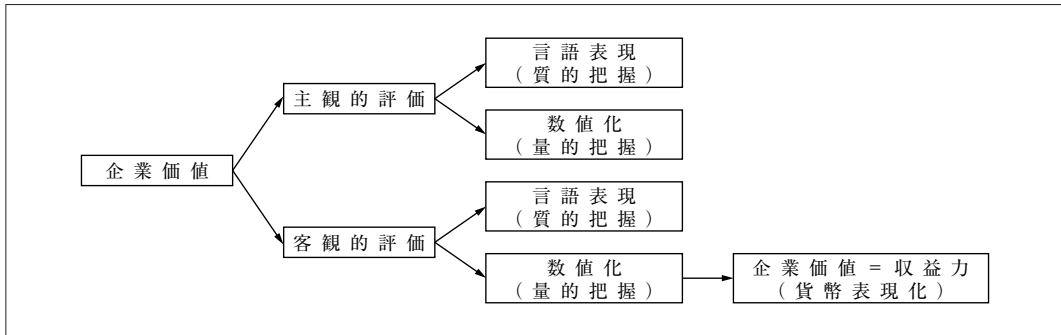 言語表現
(質的把握)
主観的評価
数値化
(量的把握)
企業価値
言語表現
(質的把握)
客観的評価
数値化
(量的把握)
企業価値=収益力
(貨幣表現化)